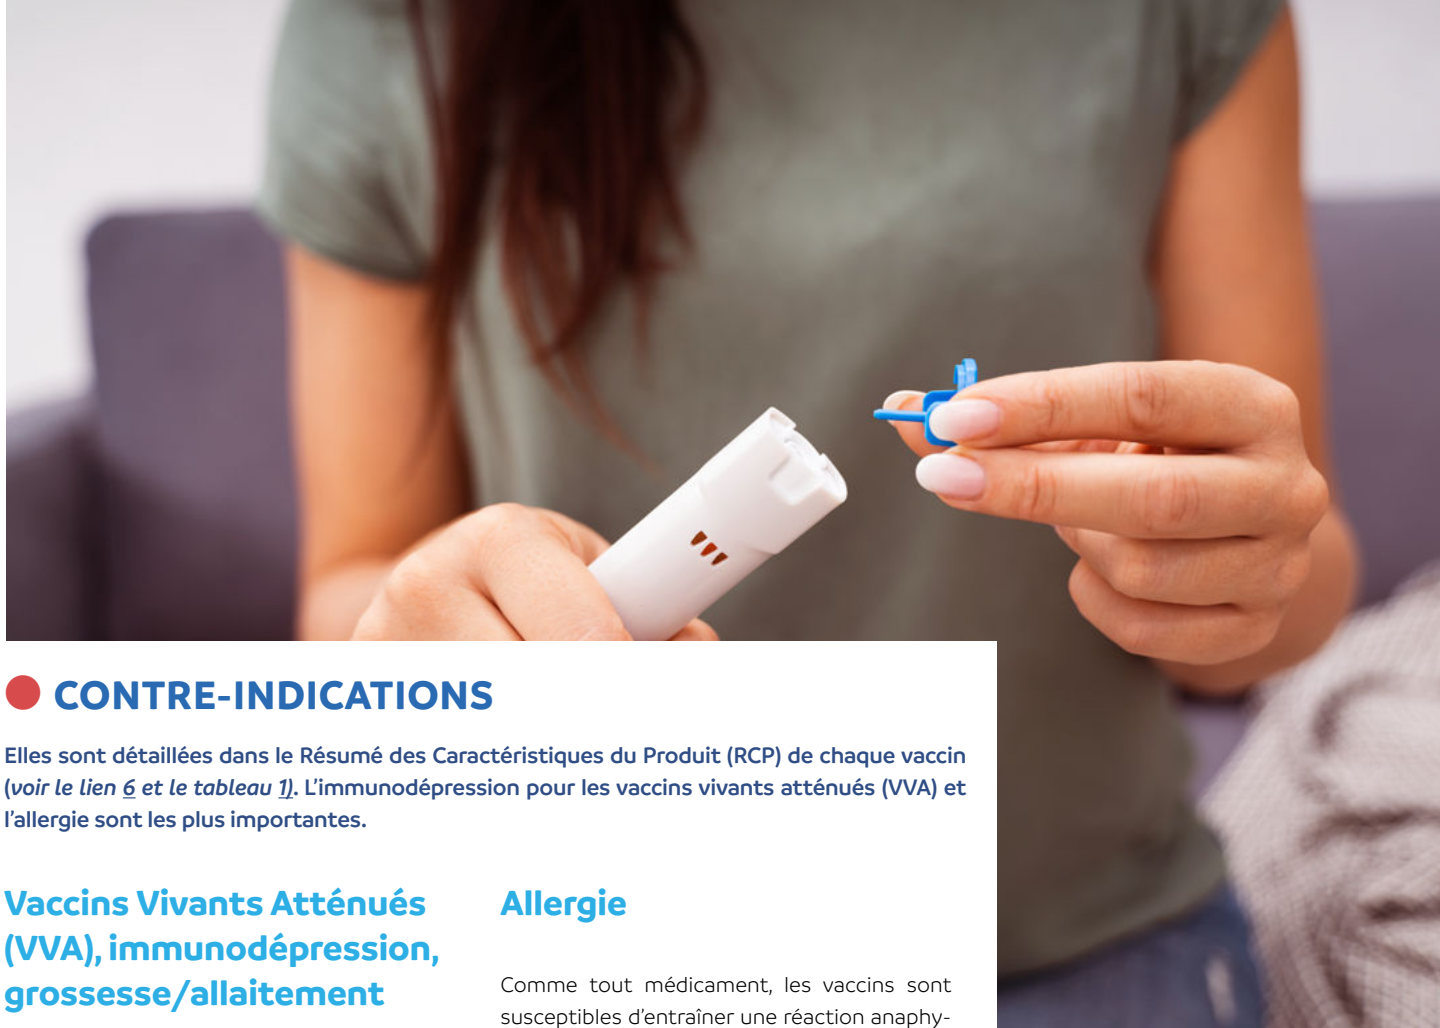 CONTRE-INDICATIONS
Elles sont détaillées dans le Résumé des Caractéristiques du Produit (RCP) de chaque vaccin
(voir le lien 6 et le tableau 1). L'immunodépression pour les vaccins vivants atténués (VVA) et
l'allergie sont les plus importantes.
Vaccins Vivants Atténués
(VVA), immunodépression,
grossesse/allaitement
Allergie
Comme tout médicament, les vaccins sont
susceptibles d'entraîner une réaction anaphy-